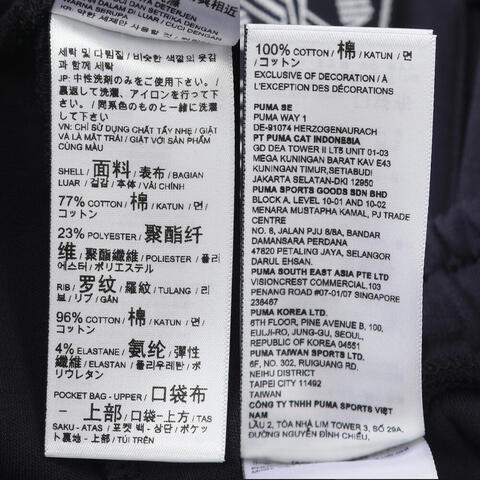 因與相近
DETERJEN
DAN SETRIKA DENGAN
WARNA SERUPA
세탁 및 다림질 / 비슷한 색깔의 옷감
과 함께 세탁
JP: 中性洗剤のみをご使用下さい。/
裏返して洗濯、アイロンを行って下
さい。/ 同系色のものと一緒に洗濯
して下さい
VN: CHỈ SỬ DỤNG CHẤT TẨY NHẸ / GIẶT
VÀ LÀ MẶT TRÁI / GIẶT VỚI SẢN PHẨM
CÙNG MÀU
SHELL / 面料 / 表布 / BAGIAN
LUAR / 겉감 / 本体 / VẢI CHÍNH
77% COTTON / 棉 / KATUN / 면 /
コットン
23% POLYESTER / 聚酯纤
维 / 聚酯纖維 / POLIESTER / 폴리
에스터 / ポリエステル
RIB / 罗纹 / 羅紋 / TULANG / 리
브 / リブ / GÂN
96% COTTON / 棉 / KATUN / 면 /
コットン
4% ELASTANE / 氨纶 / 彈性
纖維 / ELASTAN / 폴리우레탄 / ポ
リウレタン
POCKET BAG - UPPER / 口袋布
- 上部 / 口袋 - 上方 / TAS
SAKU - ATAS / 포켓 백 - 상단 / ポケッ
ト裏地 - 上部 / TÚI TRÊN
100% COTTON / 棉 / KATUN / 면
/ コットン
EXCLUSIVE OF DECORATION / À
L'EXCEPTION DES DÉCORATIONS
PUMA SE
PUMA WAY 1
DE-91074 HERZOGENAURACH
PT PUMA CAT INDONESIA
GD DEA TOWER II LT5 UNIT 01-03
MEGA KUNINGAN BARAT KAV E43
KUNINGAN TIMUR,SETIABUDI
JAKARTA SELATAN-DKI 12950
PUMA SPORTS GOODS SDN BHD
BLOCK A, LEVEL 10-01 AND 10-02
MENARA MUSTAPHA KAMAL, PJ TRADE
CENTRE
NO. 8, JALAN PJU 8/8A, BANDAR
DAMANSARA PERDANA
47820 PETALING JAYA, SELANGOR
DARUL EHSAN.
PUMA SOUTH EAST ASIA PTE LTD
VISIONCREST COMMERCIAL,103
PENANG ROAD #07-01/07 SINGAPORE
238467
PUMA KOREA LTD.
6TH FLOOR, PINE AVENUE B, 100,
EULJI-RO, JUNG-GU, SEOUL,
REPUBLIC OF KOREA 04551
PUMA TAIWAN SPORTS LTD.
6F, NO. 302, RUIGUANG RD.
NEIHU DISTRICT
TAIPEI CITY 11492
TAIWAN
CÔNG TY TNHH PUMA SPORTS VIỆT
NAM
LẦU 2, TÒA NHÀ LIM TOWER 3, SỐ
29A, ĐƯỜNG NGUYỄN ĐÌNH CHIỂU,